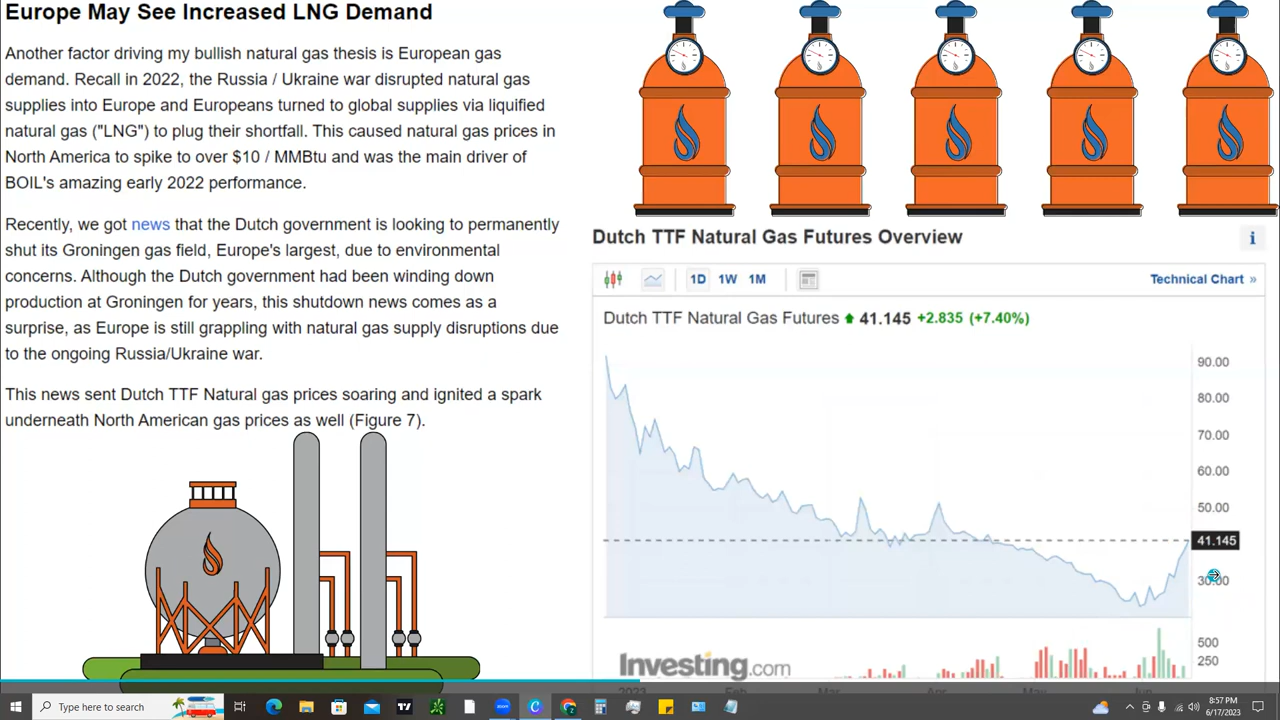 Europe May See Increased LNG Demand
Another factor driving my bullish natural gas thesis is European gas
demand. Recall in 2022, the Russia / Ukraine war disrupted natural gas
supplies into Europe and Europeans turned to global supplies via liquified
natural gas ("LNG") to plug their shortfall. This caused natural gas prices in
North America to spike to over $10 / MMBtu and was the main driver of
BOIL's amazing early 2022 performance.
Recently, we got news that the Dutch government is looking to permanently
shut its Groningen gas field, Europe's largest, due to environmental
concerns. Although the Dutch government had been winding down
production at Groningen for years, this shutdown news comes as a
surprise, as Europe is still grappling with natural gas supply disruptions due
to the ongoing Russia/Ukraine war.
This news sent Dutch TTF Natural gas prices soaring and ignited a spark
underneath North American gas prices as well (Figure 7).
Dutch TTF Natural Gas Futures Overview
i
1D 1W 1M
Technical Chart »
Dutch TTF Natural Gas Futures 41.145 +2.835 (+7.40%)
90.00
80.00
70.00
60.00
50.00
41.145
30.00
500
250
Investing.com
2023 Feb Mar Apr May Jun
Type here to search
8:57 PM
6/17/2023